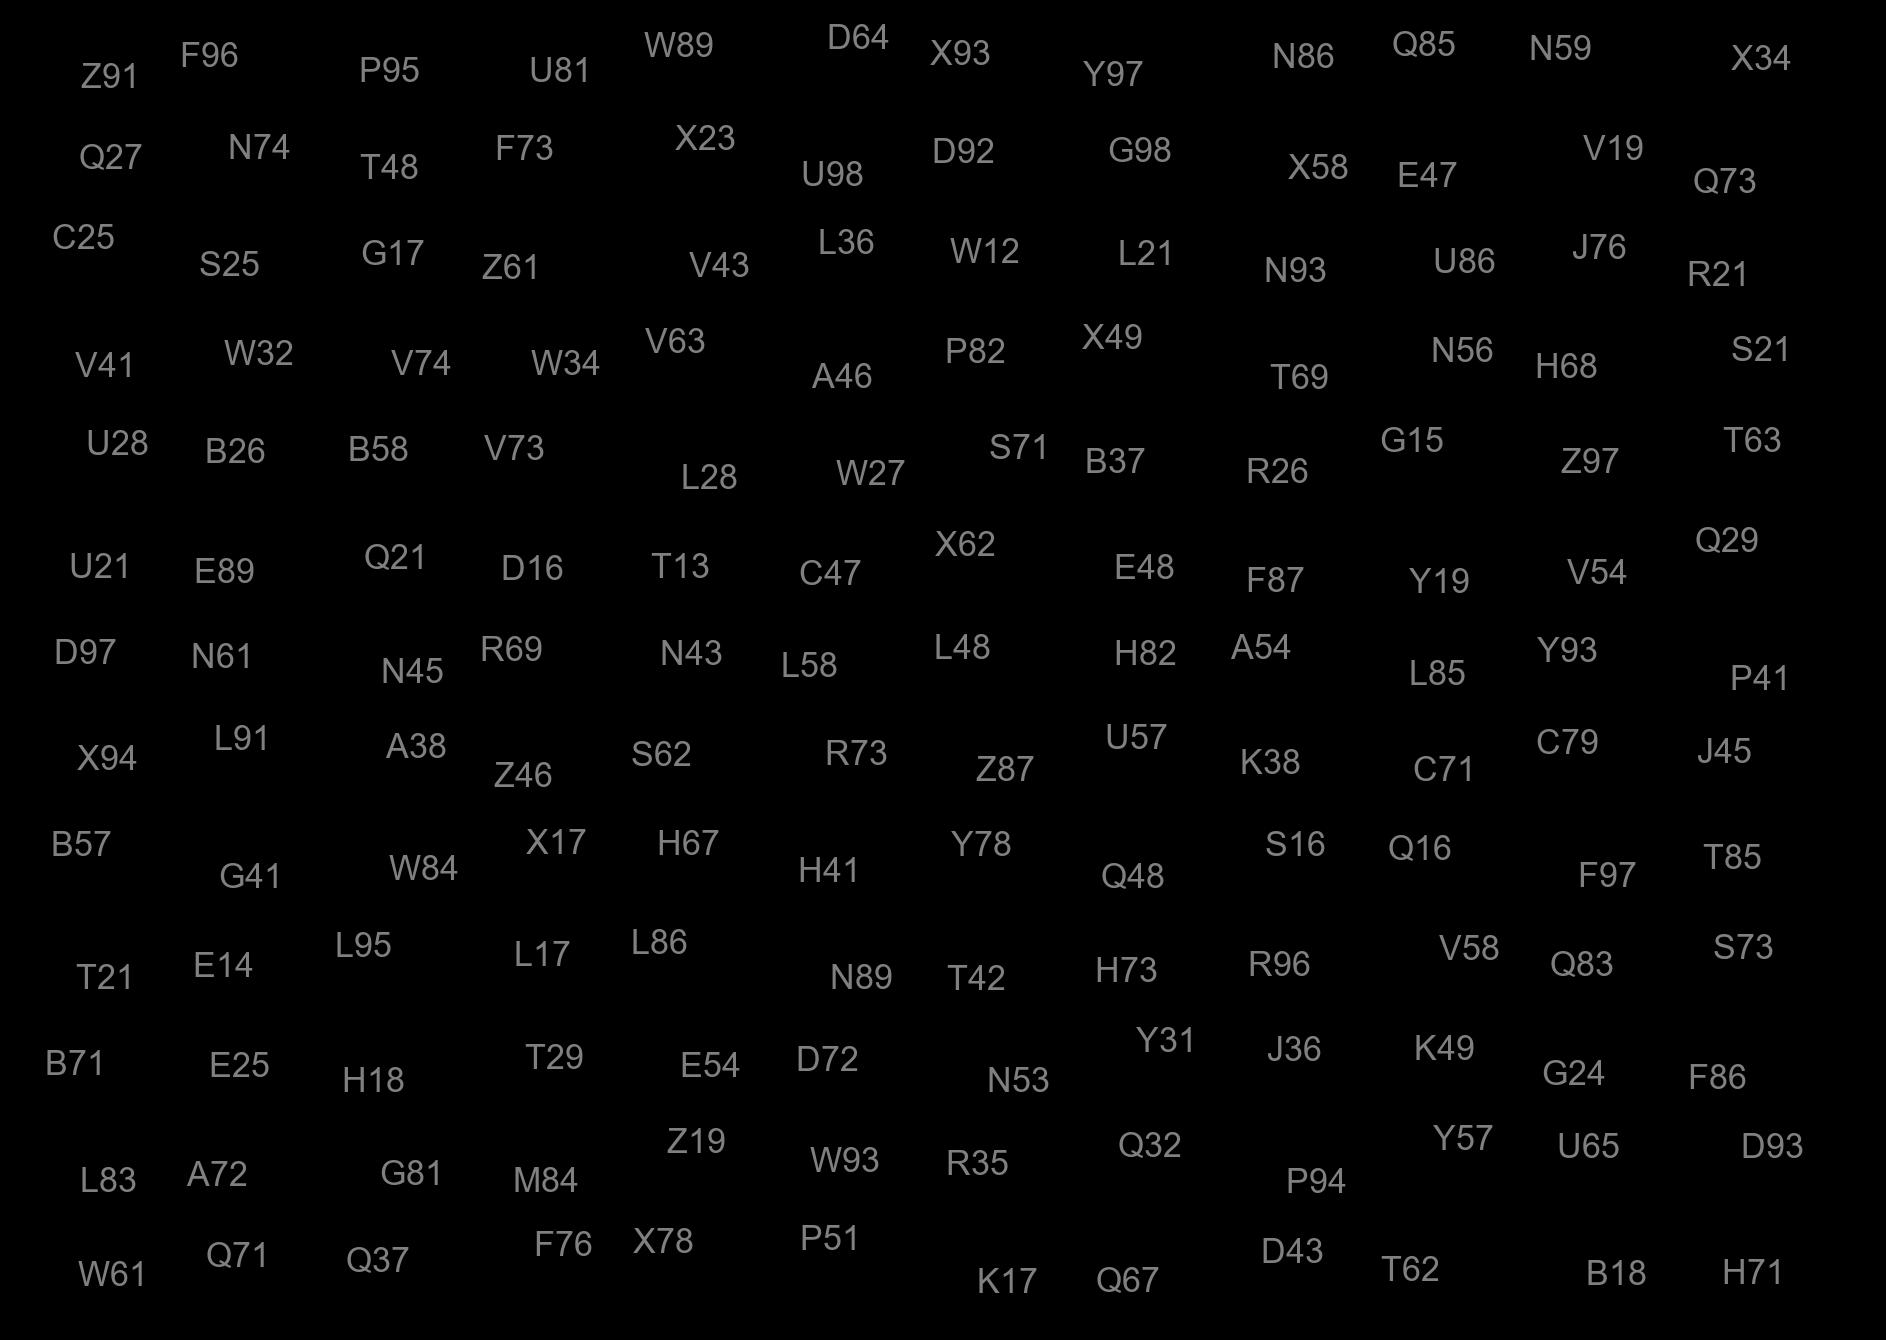 Z91 F96 P95 U81 W89 D64 X93 Y97 N86 Q85 N59 X34
Q27 N74 T48 F73 X23 U98 D92 G98 X58 E47 V19 Q73
C25 S25 G17 Z61 V43 L36 W12 L21 N93 U86 J76 R21
V41 W32 V74 W34 V63 A46 P82 X49 T69 N56 H68 S21
U28 B26 B58 V73 L28 W27 S71 B37 R26 G15 Z97 T63
U21 E89 Q21 D16 T13 C47 X62 E48 F87 Y19 V54 Q29
D97 N61 N45 R69 N43 L58 L48 H82 A54 L85 Y93 P41
X94 L91 A38 Z46 S62 R73 Z87 U57 K38 C71 C79 J45
B57 G41 W84 X17 H67 H41 Y78 Q48 S16 Q16 F97 T85
T21 E14 L95 L17 L86 N89 T42 H73 R96 V58 Q83 S73
B71 E25 H18 T29 E54 D72 N53 Y31 J36 K49 G24 F86
L83 A72 G81 M84 Z19 W93 R35 Q32 P94 Y57 U65 D93
W61 Q71 Q37 F76 X78 P51 K17 Q67 D43 T62 B18 H71